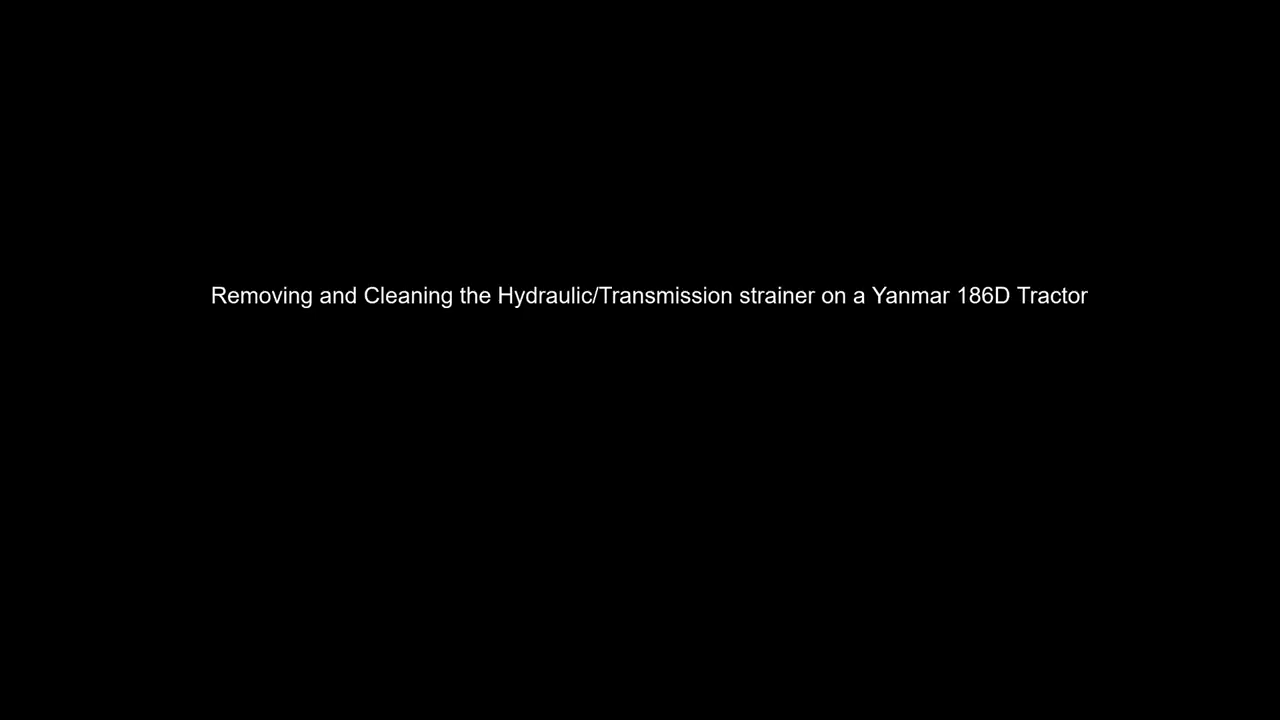 Removing and Cleaning the Hydraulic/Transmission strainer on a Yanmar 186D Tractor